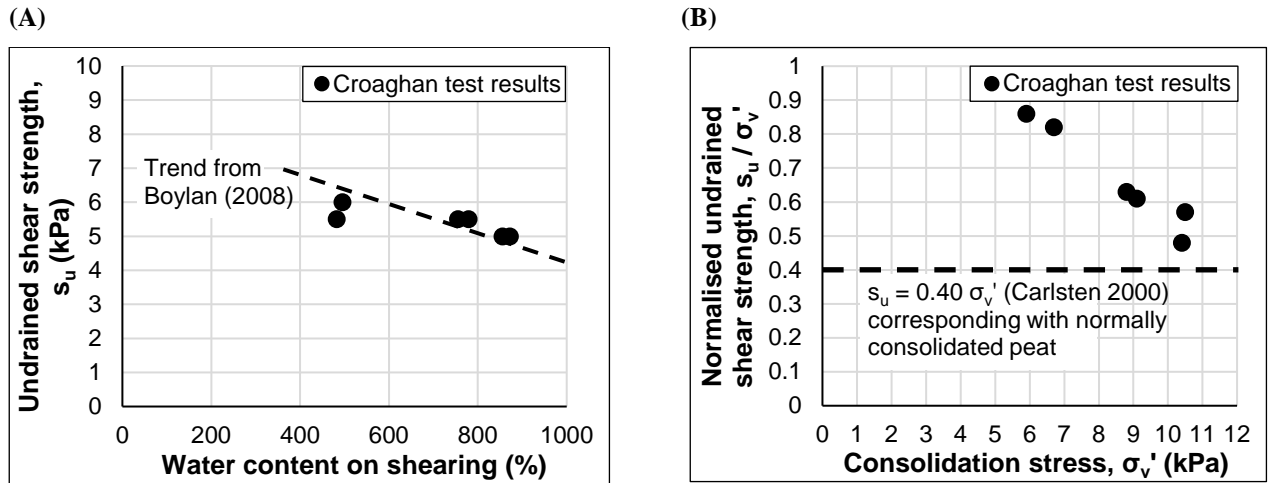 (A)
Undrained shear strength,
su (kPa)
10
9
8
7
6
5
4
3
2
1
0
Croaghan test results
Trend from
Boylan (2008)
0 200 400 600 800 1000
Water content on shearing (%)
(B)
Normalised undrained
shear strength, su / σv'
1
0.9
0.8
0.7
0.6
0.5
0.4
0.3
0.2
0.1
0
Croaghan test results
su = 0.40 σv' (Carlsten 2000)
corresponding with normally
consolidated peat
0 1 2 3 4 5 6 7 8 9 10 11 12
Consolidation stress, σv' (kPa)